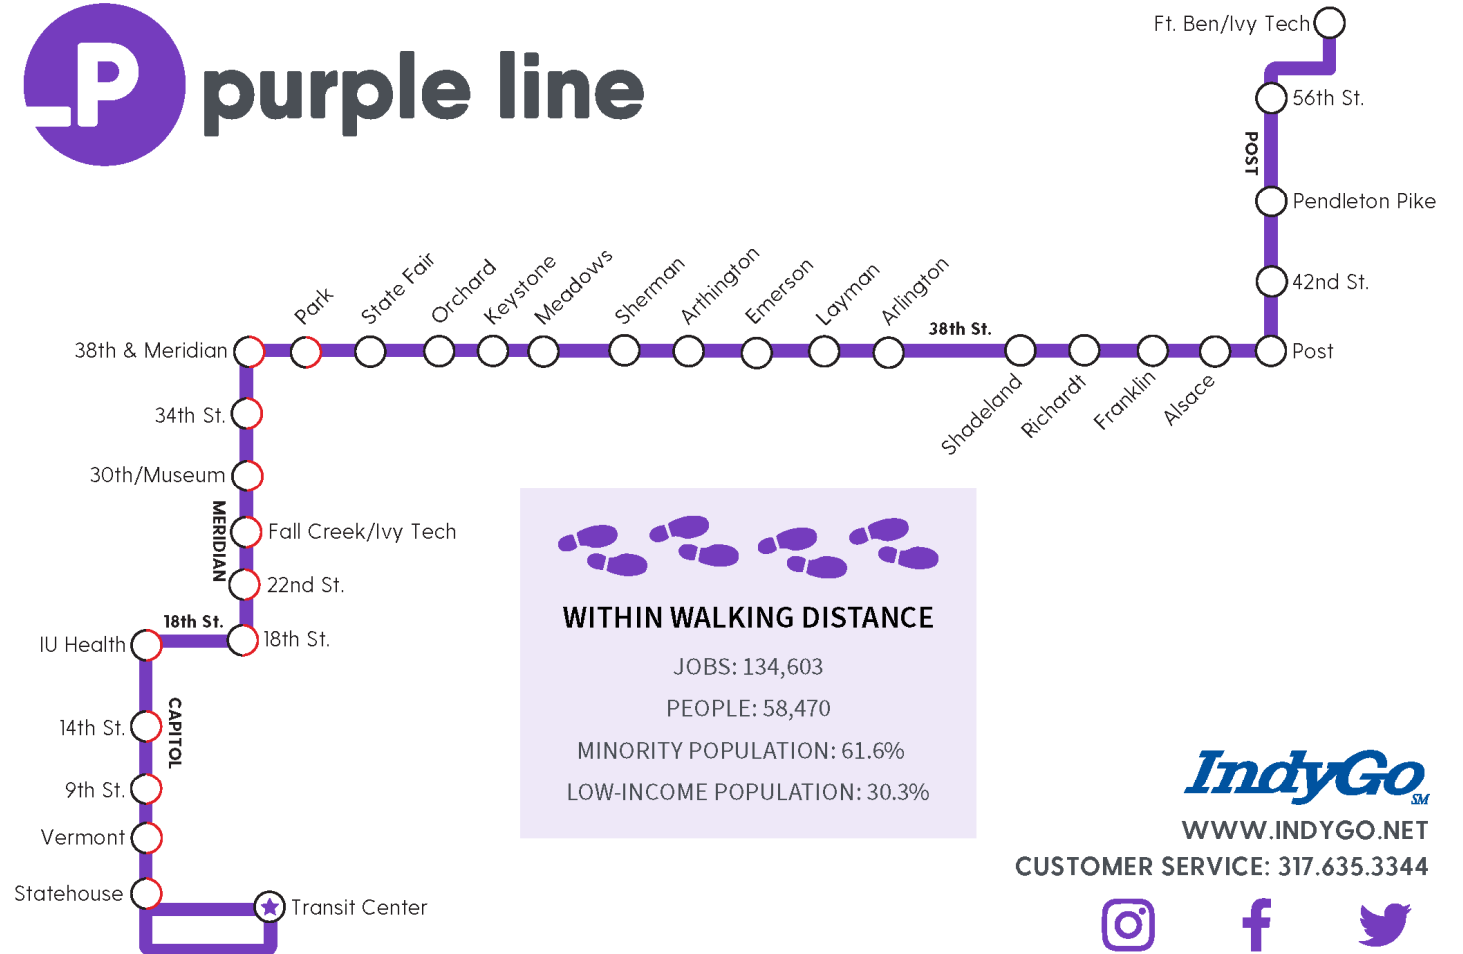 P
purple line
Ft. Ben/Ivy Tech
56th St.
POST
Pendleton Pike
42nd St.
Post
38th & Meridian
Park
State Fair
Orchard
Keystone
Meadows
Sherman
Arthington
Emerson
Layman
Arlington
38th St.
Shadeland
Richardt
Franklin
Alsace
34th St.
30th/Museum
MERIDIAN
Fall Creek/Ivy Tech
22nd St.
18th St.
18th St.
IU Health
CAPITOL
14th St.
9th St.
Vermont
Statehouse
Transit Center
WITHIN WALKING DISTANCE
JOBS: 134,603
PEOPLE: 58,470
MINORITY POPULATION: 61.6%
LOW-INCOME POPULATION: 30.3%
IndyGo SM
WWW.INDYGO.NET
CUSTOMER SERVICE: 317.635.3344